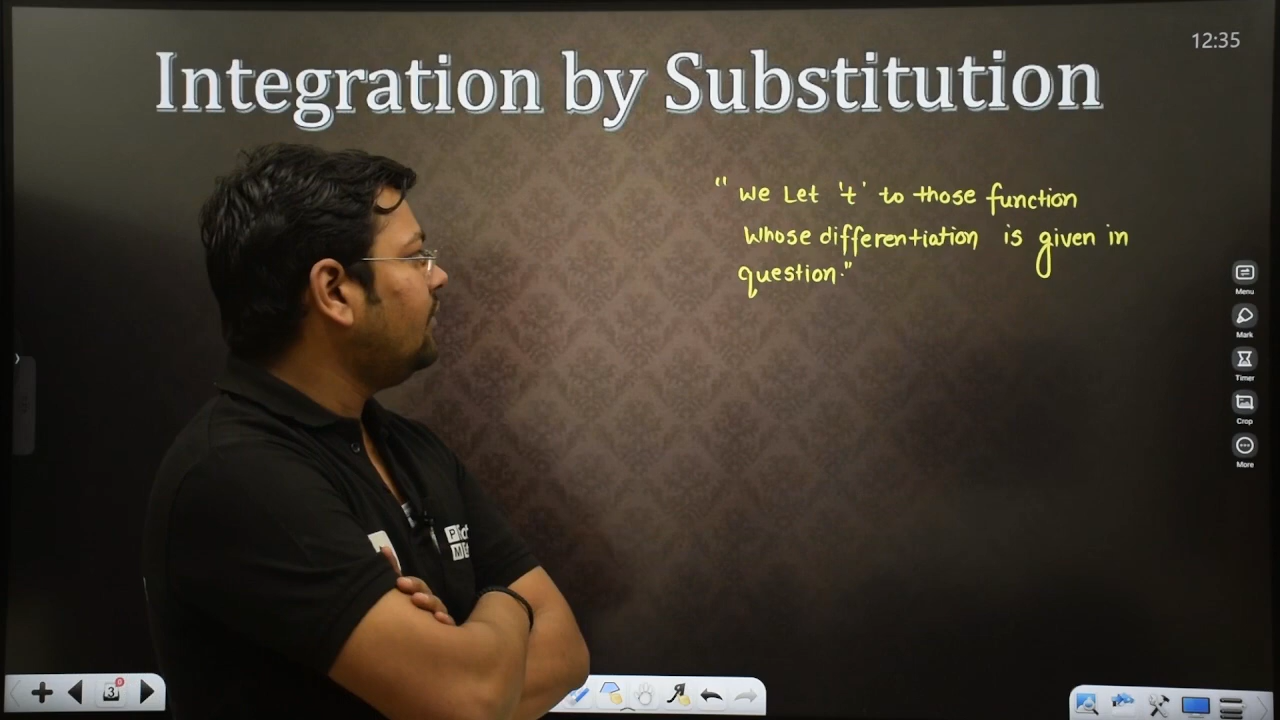 12:35
Integration by Substitution
" We Let 't' to those function
Whose differentiation is given in
question."
Menu
Mark
Timer
Crop
More
3